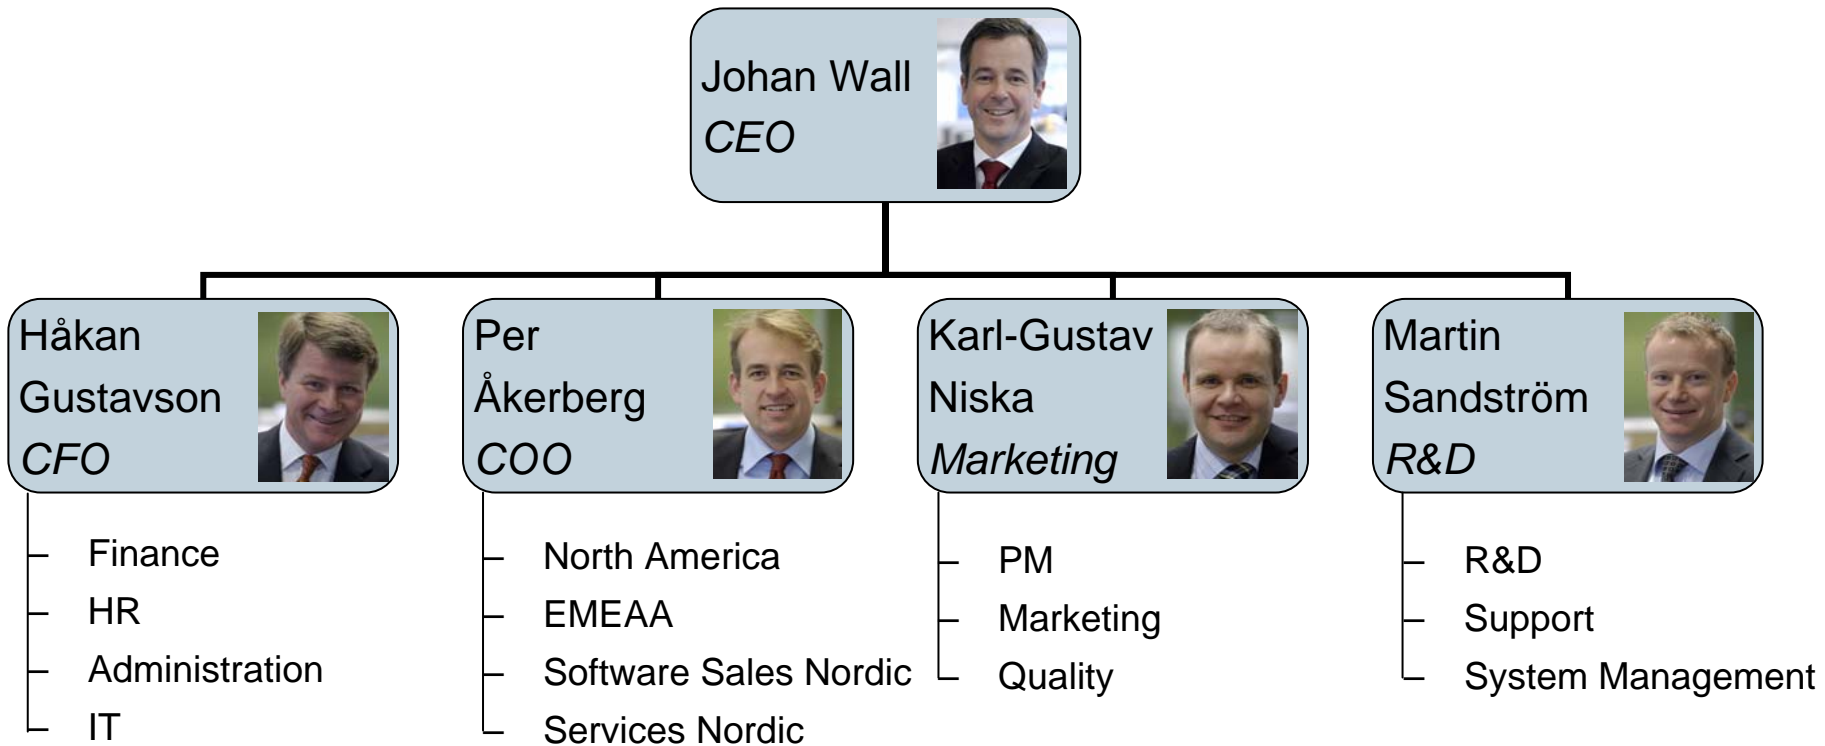 Johan Wall
CEO
Håkan
Gustavson
CFO
– Finance
– HR
– Administration
– IT
Per
Åkerberg
COO
– North America
– EMEAA
– Software Sales Nordic
– Services Nordic
Karl-Gustav
Niska
Marketing
– PM
– Marketing
– Quality
Martin
Sandström
R&D
– R&D
– Support
– System Management